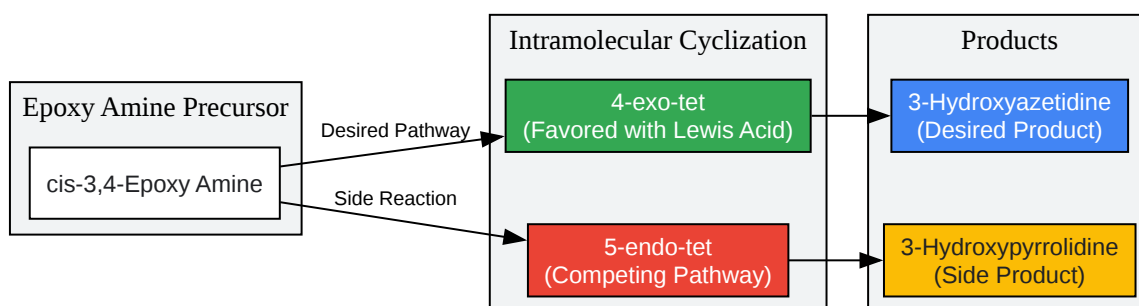 Epoxy Amine Precursor
cis-3,4-Epoxy Amine
Desired Pathway
Side Reaction
Intramolecular Cyclization
4-exo-tet
(Favored with Lewis Acid)
5-endo-tet
(Competing Pathway)
Products
3-Hydroxyazetidine
(Desired Product)
3-Hydroxypyrrolidine
(Side Product)